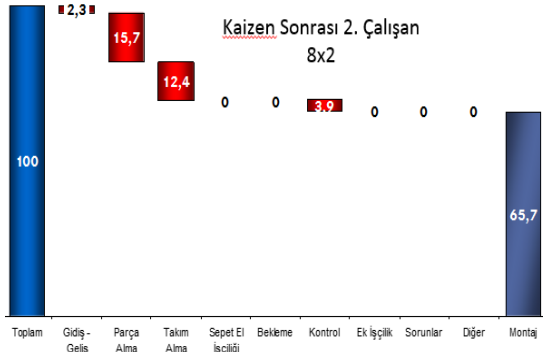 Kaizen Sonrası 2. Çalışan
8x2
100
2,3
15,7
12,4
0
0
3,9
0
0
0
65,7
Toplam
Gidiş -
Geliş
Parça
Alma
Takım
Alma
Sepet El
İşciliği
Bekleme
Kontrol
Ek İşçilik
Sorunlar
Diğer
Montaj